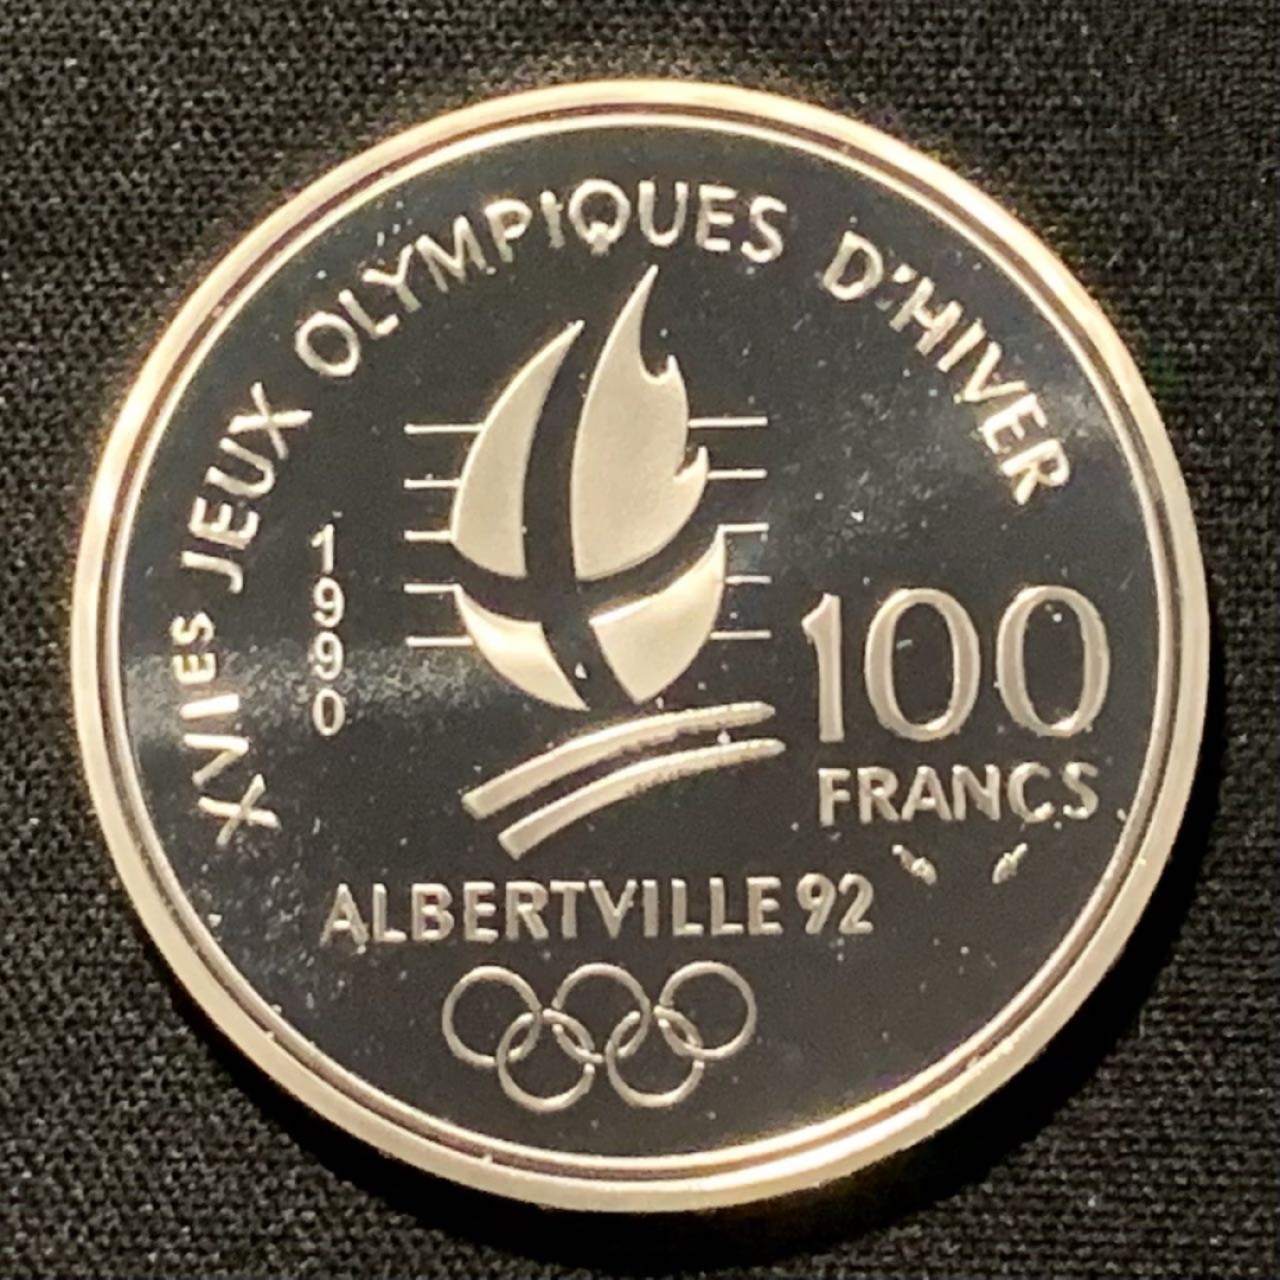 XVIES JEUX OLYMPIQUES D'HIVER
1990
100
FRANCS
ALBERTVILLE 92